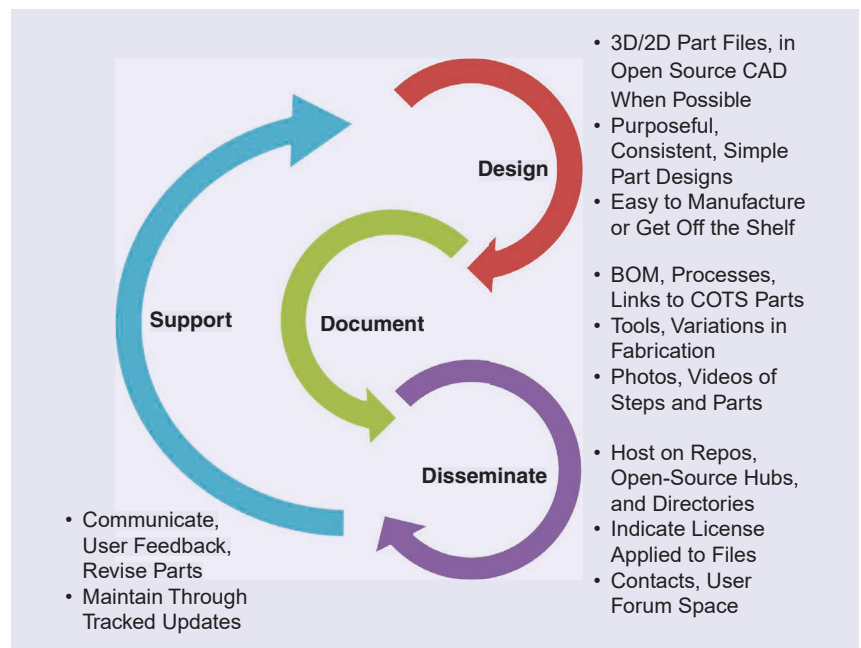 • 3D/2D Part Files, in
Open Source CAD
When Possible
• Purposeful,
Consistent, Simple
Part Designs
• Easy to Manufacture
or Get Off the Shelf
Design
• BOM, Processes,
Links to COTS Parts
• Tools, Variations in
Fabrication
• Photos, Videos of
Steps and Parts
Support
Document
• Host on Repos,
Open-Source Hubs,
and Directories
• Indicate License
Applied to Files
• Contacts, User
Forum Space
Disseminate
• Communicate,
User Feedback,
Revise Parts
• Maintain Through
Tracked Updates